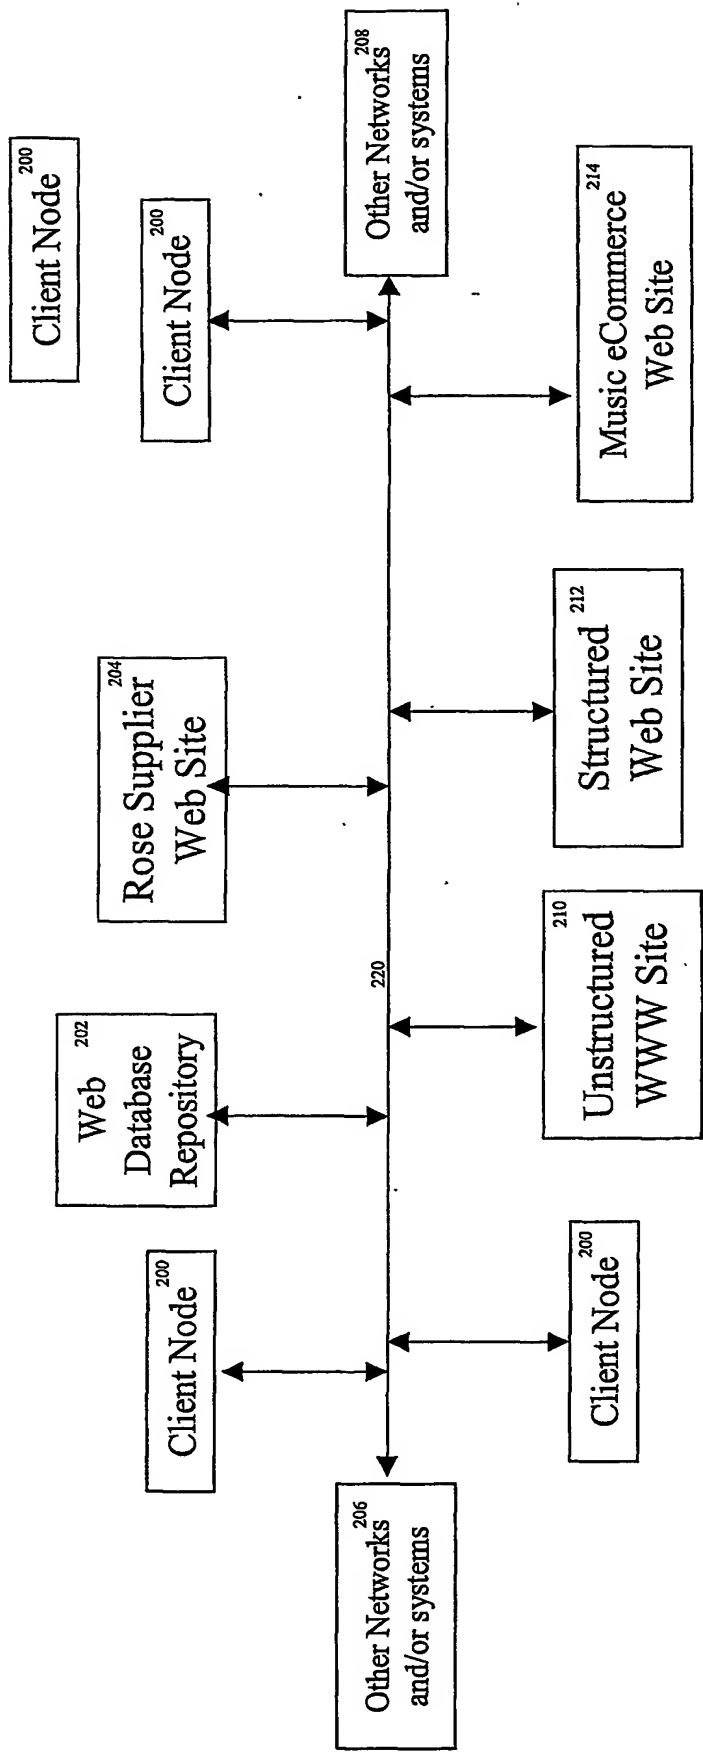 200
Client Node
202
Web
Database
Repository
204
Rose Supplier
Web Site
200
Client Node
200
Client Node
206
Other Networks
and/or systems
220
208
Other Networks
and/or systems
200
Client Node
210
Unstructured
WWW Site
212
Structured
Web Site
214
Music eCommerce
Web Site